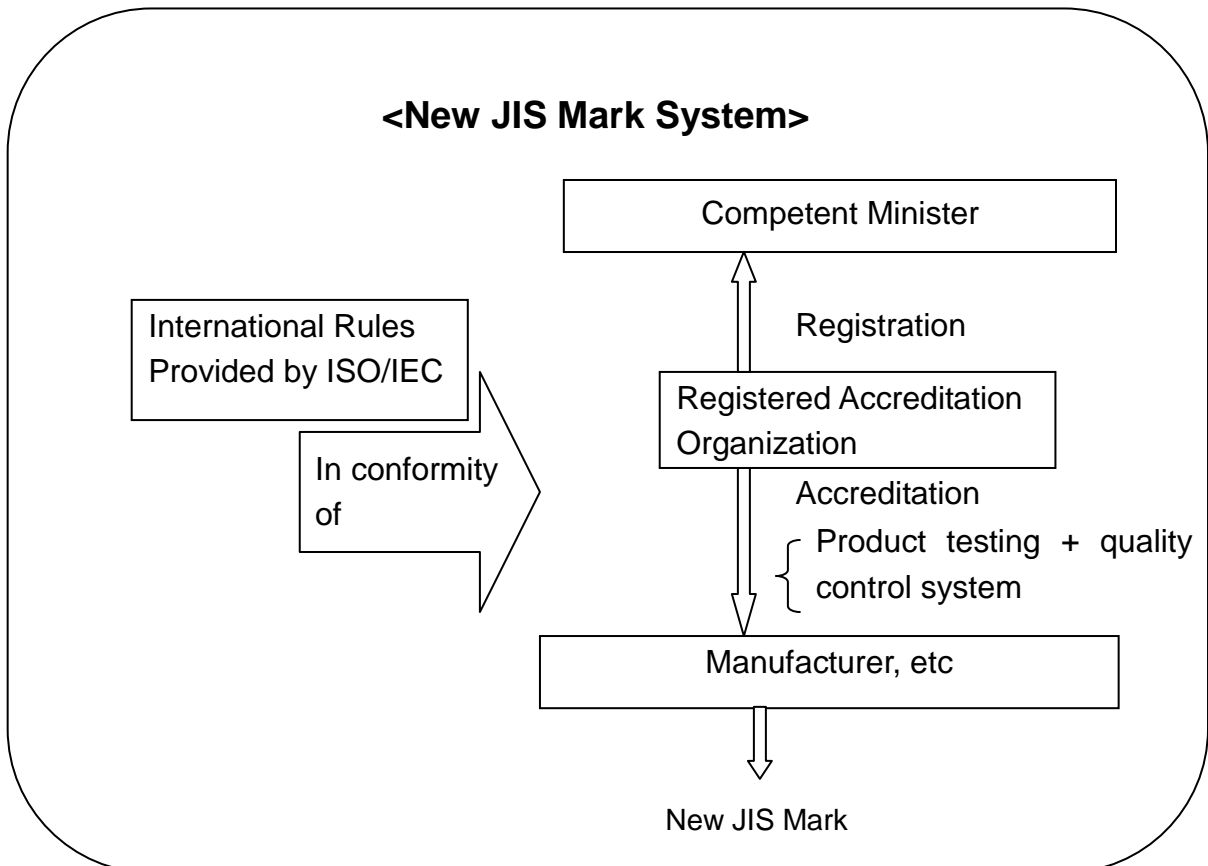 <New JIS Mark System>
Competent Minister
International Rules
Provided by ISO/IEC
Registration
Registered Accreditation
Organization
In conformity
of
Accreditation
Product testing + quality
control system
Manufacturer, etc
New JIS Mark